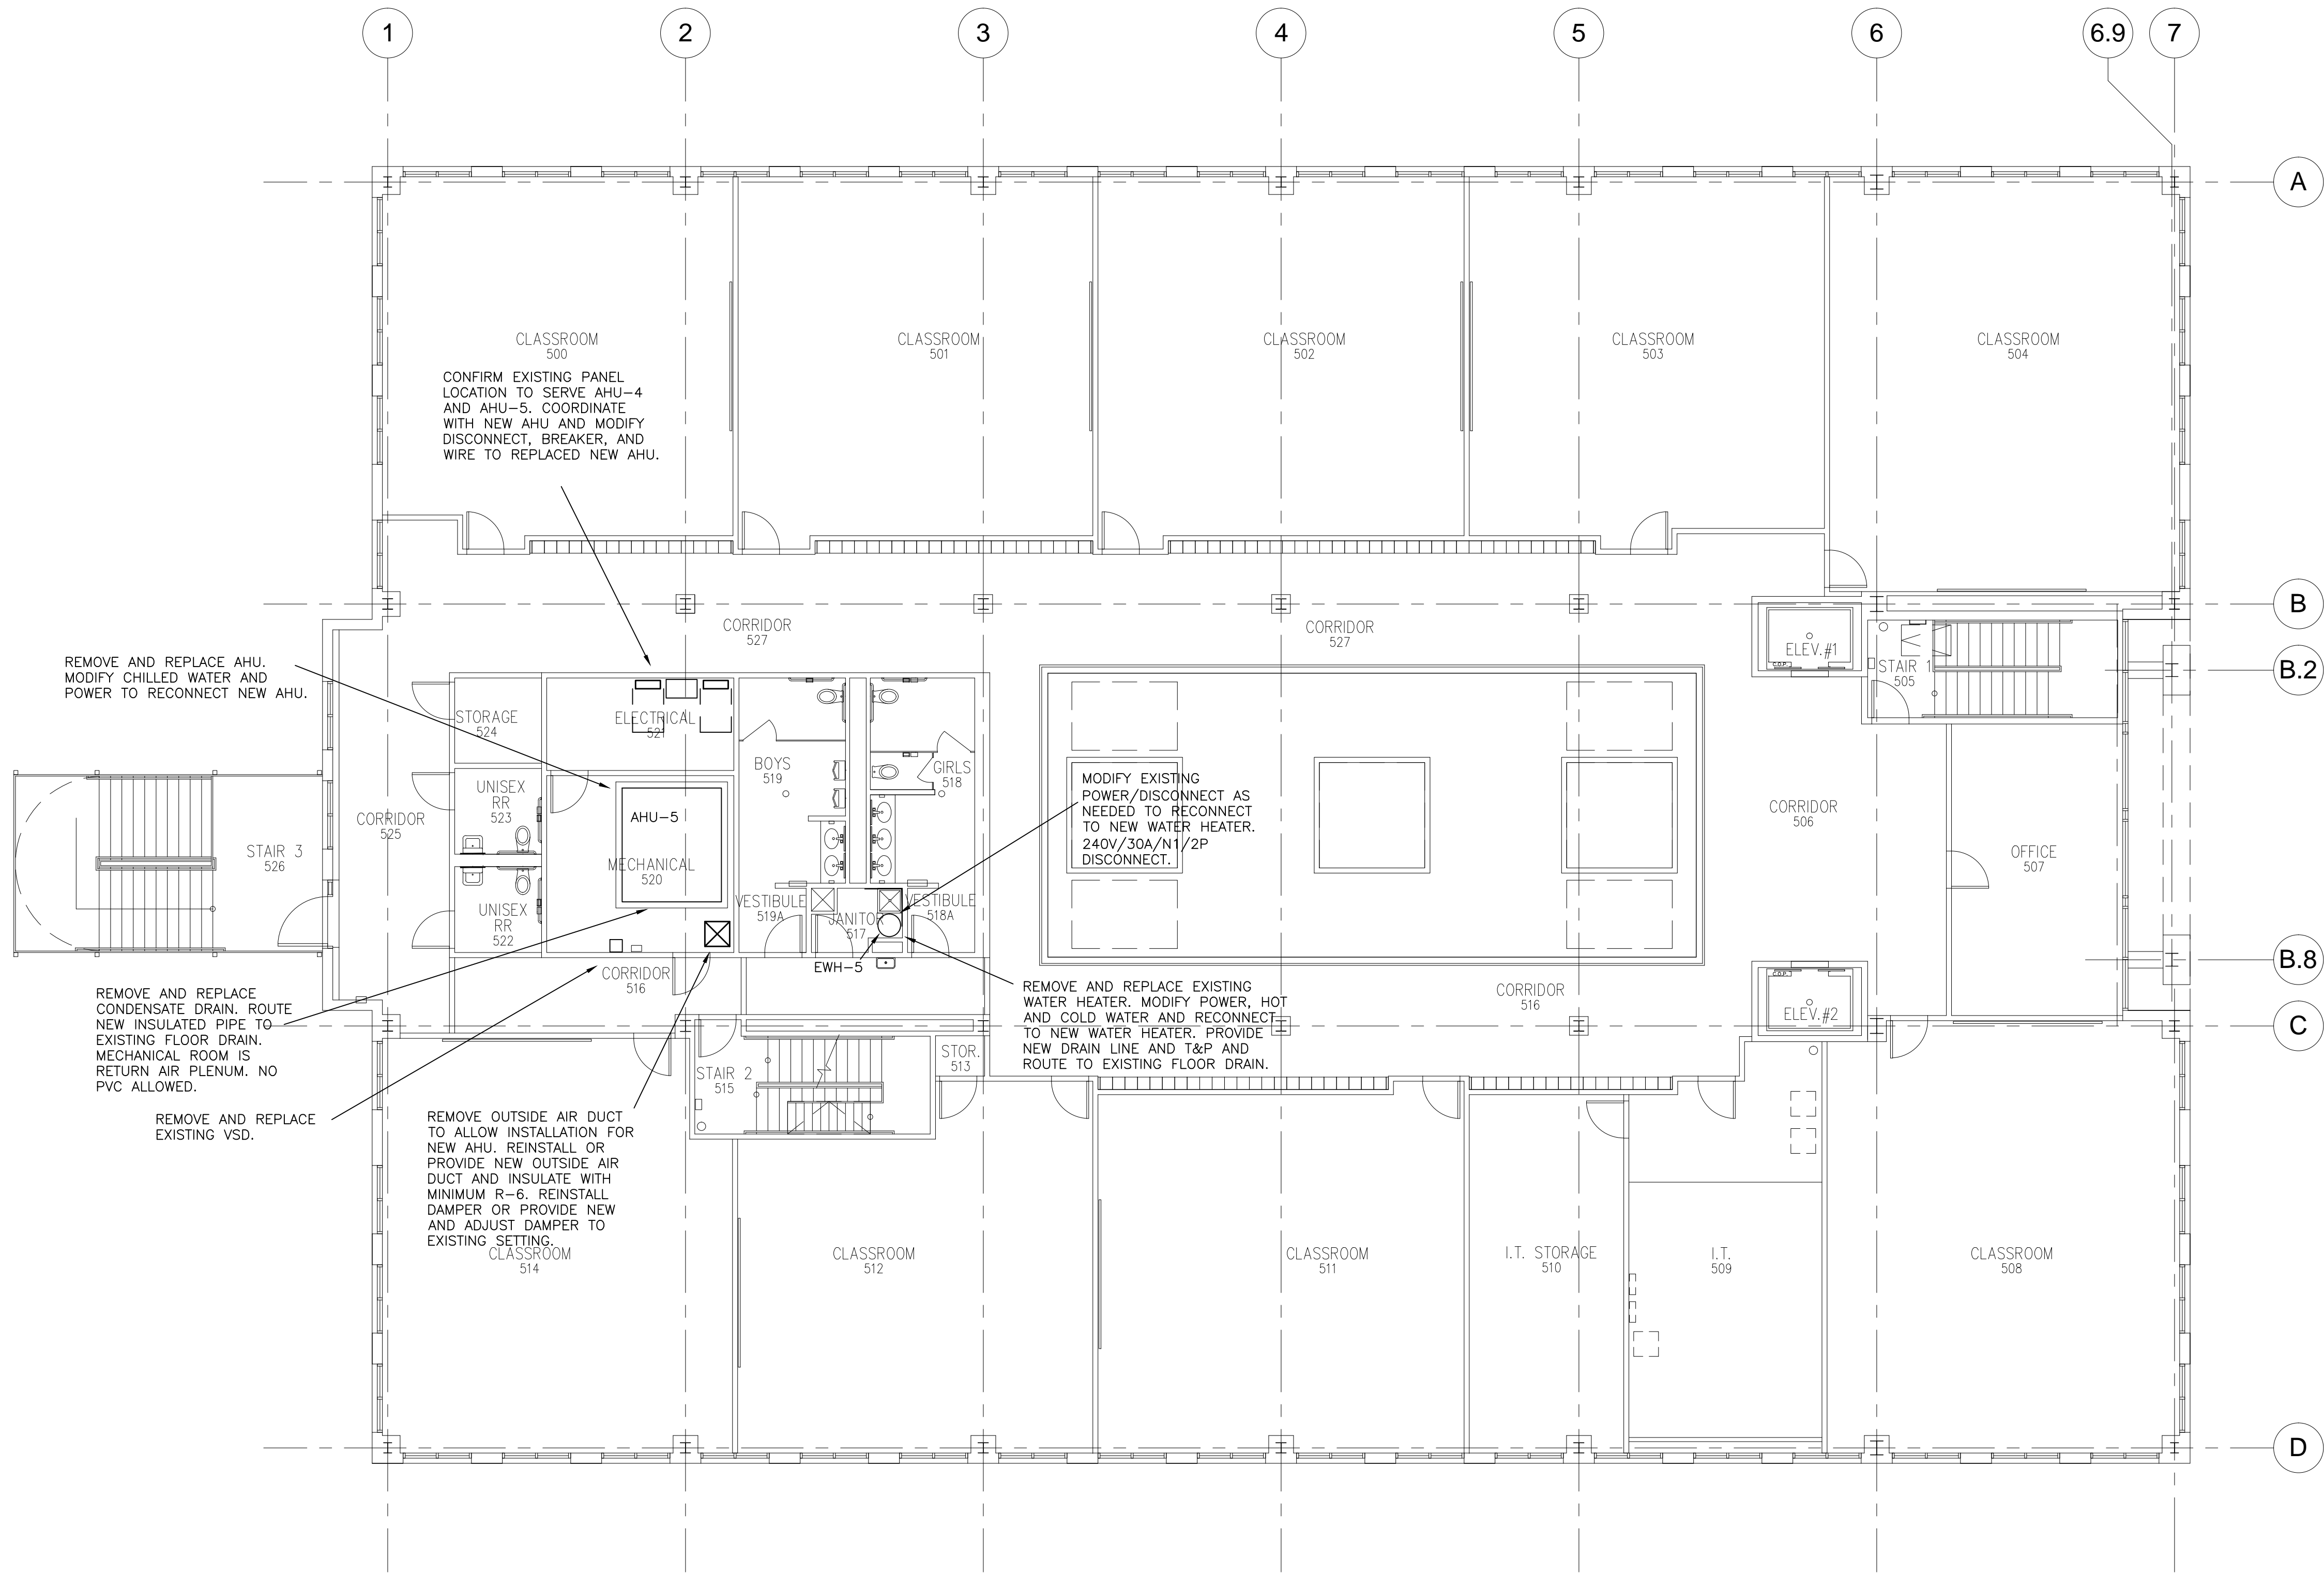 1
2
3
4
5
6
6.9
7
A
CLASSROOM
500
CLASSROOM
501
CLASSROOM
502
CLASSROOM
503
CLASSROOM
504
CONFIRM EXISTING PANEL
LOCATION TO SERVE AHU-4
AND AHU-5. COORDINATE
WITH NEW AHU AND MODIFY
DISCONNECT, BREAKER, AND
WIRE TO REPLACED NEW AHU.
B
CORRIDOR
527
CORRIDOR
527
ELEV.#1
C.O.P.
STAIR 1
505
B.2
REMOVE AND REPLACE AHU.
MODIFY CHILLED WATER AND
POWER TO RECONNECT NEW AHU.
STORAGE
524
ELECTRICAL
521
BOYS
519
GIRLS
518
UNISEX
RR
523
AHU-5
MECHANICAL
520
MODIFY EXISTING
POWER/DISCONNECT AS
NEEDED TO RECONNECT
TO NEW WATER HEATER.
240V/30A/N1/2P
DISCONNECT.
CORRIDOR
506
OFFICE
507
CORRIDOR
525
STAIR 3
526
UNISEX
RR
522
VESTIBULE
519A
JANITOR
517
VESTIBULE
518A
EWH-5
B.8
CORRIDOR
516
CORRIDOR
516
C.O.P.
ELEV.#2
C
REMOVE AND REPLACE
CONDENSATE DRAIN. ROUTE
NEW INSULATED PIPE TO
EXISTING FLOOR DRAIN.
MECHANICAL ROOM IS
RETURN AIR PLENUM. NO
PVC ALLOWED.
REMOVE AND REPLACE EXISTING
WATER HEATER. MODIFY POWER, HOT
AND COLD WATER AND RECONNECT
TO NEW WATER HEATER. PROVIDE
NEW DRAIN LINE AND T&P AND
ROUTE TO EXISTING FLOOR DRAIN.
STAIR 2
515
STOR.
513
REMOVE AND REPLACE
EXISTING VSD.
REMOVE OUTSIDE AIR DUCT
TO ALLOW INSTALLATION FOR
NEW AHU. REINSTALL OR
PROVIDE NEW OUTSIDE AIR
DUCT AND INSULATE WITH
MINIMUM R-6. REINSTALL
DAMPER OR PROVIDE NEW
AND ADJUST DAMPER TO
EXISTING SETTING.
CLASSROOM
514
CLASSROOM
512
CLASSROOM
511
I.T. STORAGE
510
I.T.
509
CLASSROOM
508
D